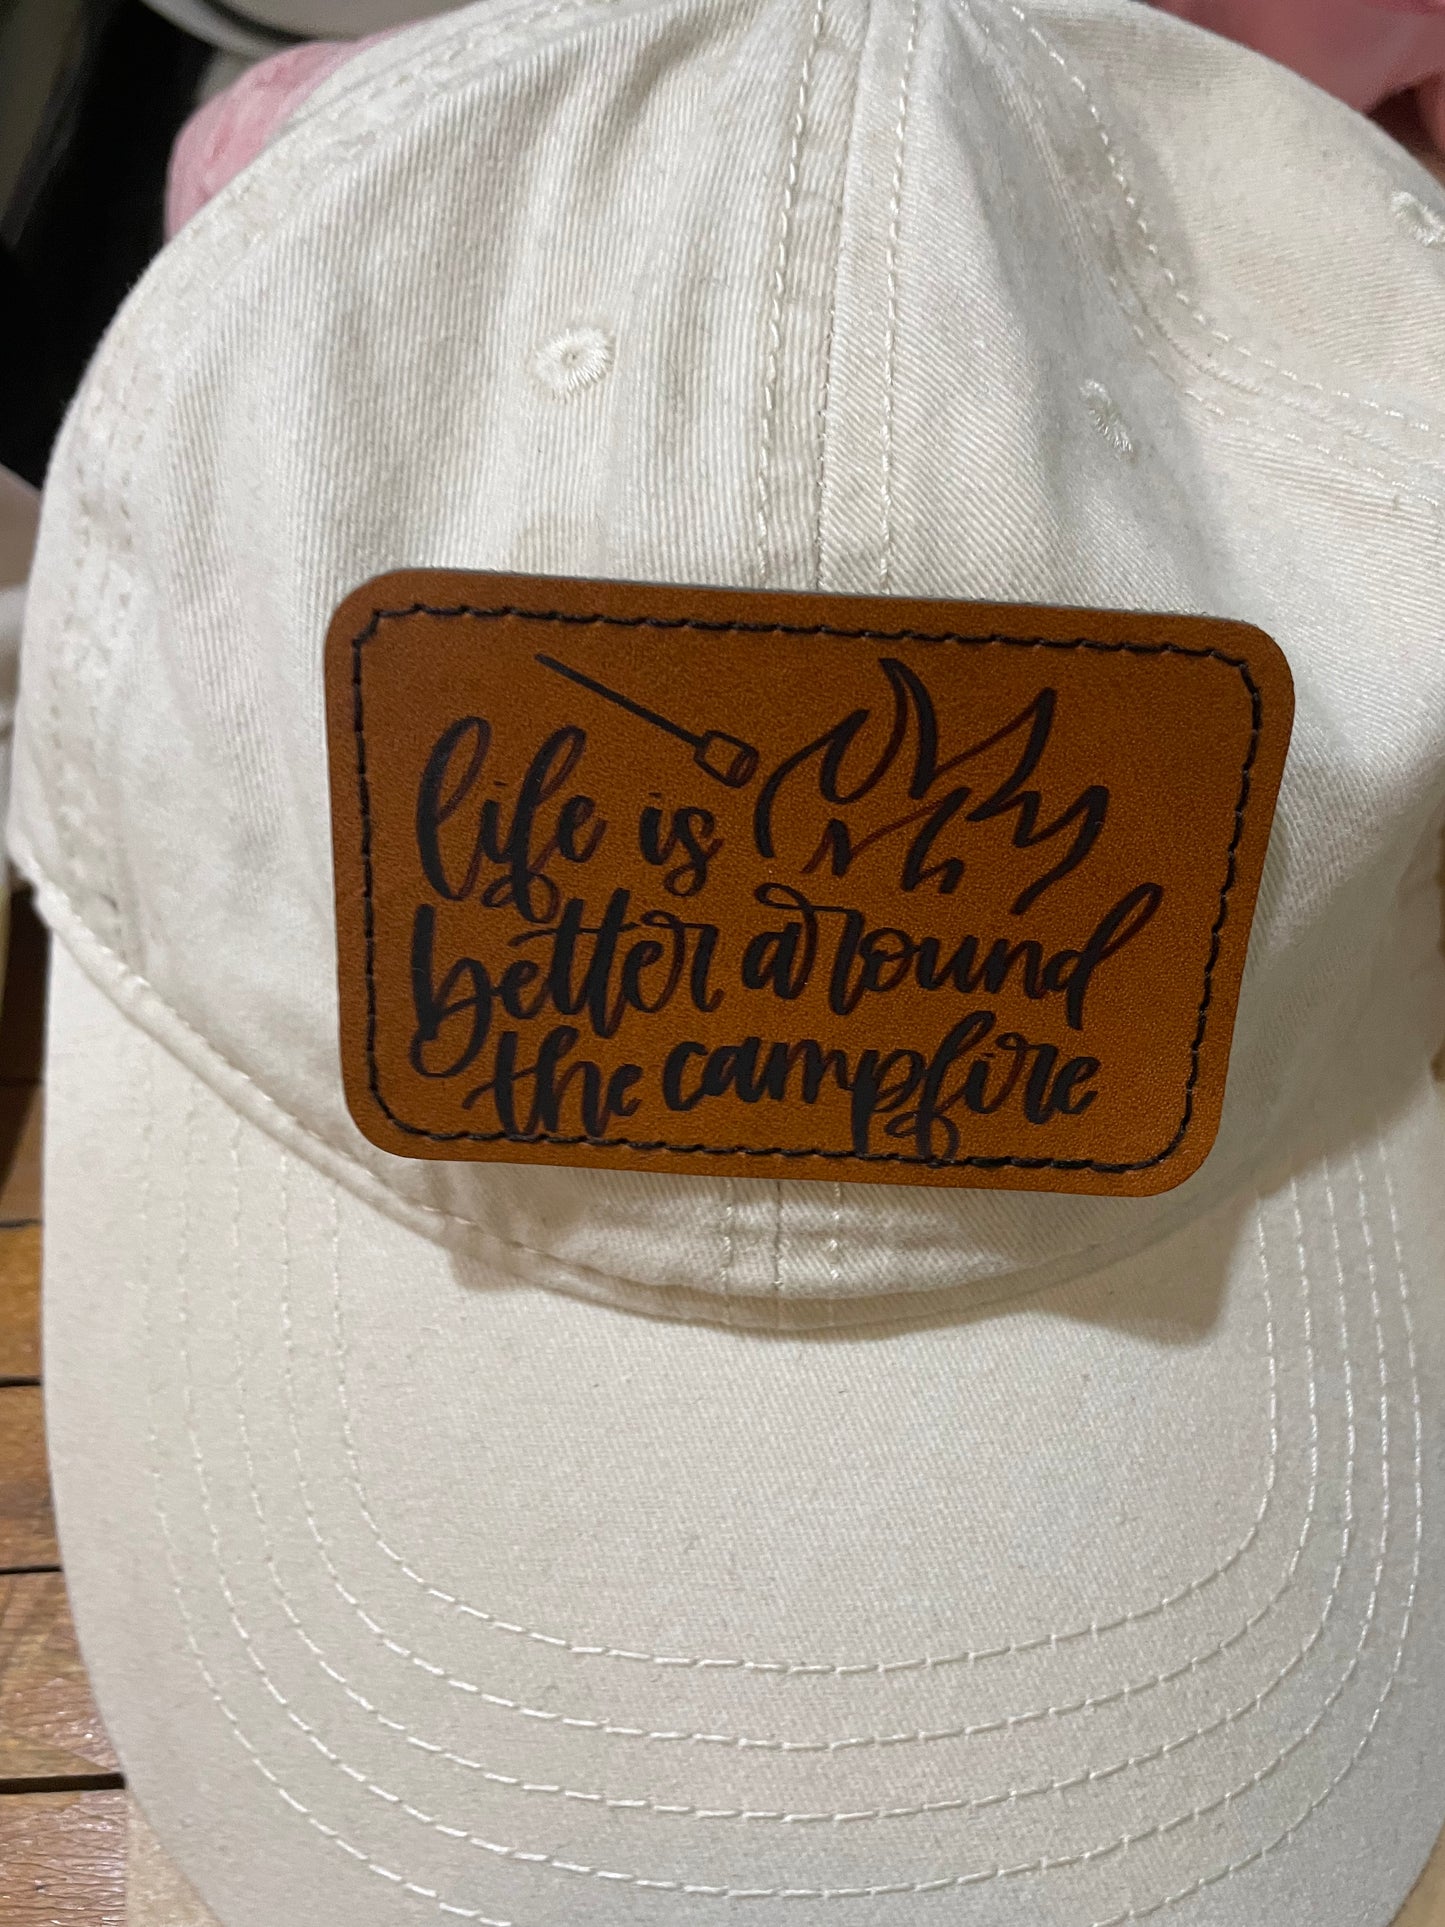 life is
better around
the campfire